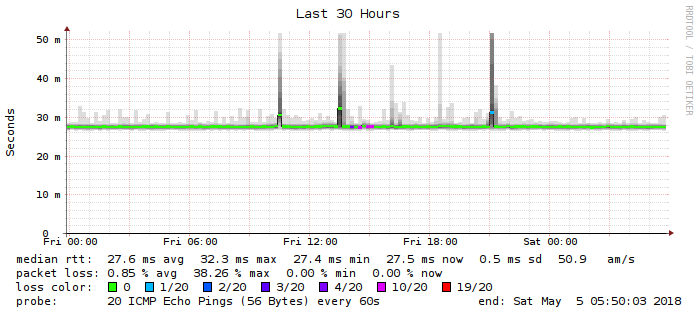 Last 30 Hours
RRDTOOL / TOBI OETIKER
Seconds
50 m
40 m
30 m
20 m
10 m
0
Fri 00:00 Fri 06:00 Fri 12:00 Fri 18:00 Sat 00:00
median rtt: 27.6 ms avg 32.3 ms max 27.4 ms min 27.5 ms now 0.5 ms sd 50.9 am/s
packet loss: 0.85 % avg 38.26 % max 0.00 % min 0.00 % now
loss color: 0 1/20 2/20 3/20 4/20 10/20 19/20
probe: 20 ICMP Echo Pings (56 Bytes) every 60s end: Sat May 5 05:50:03 2018